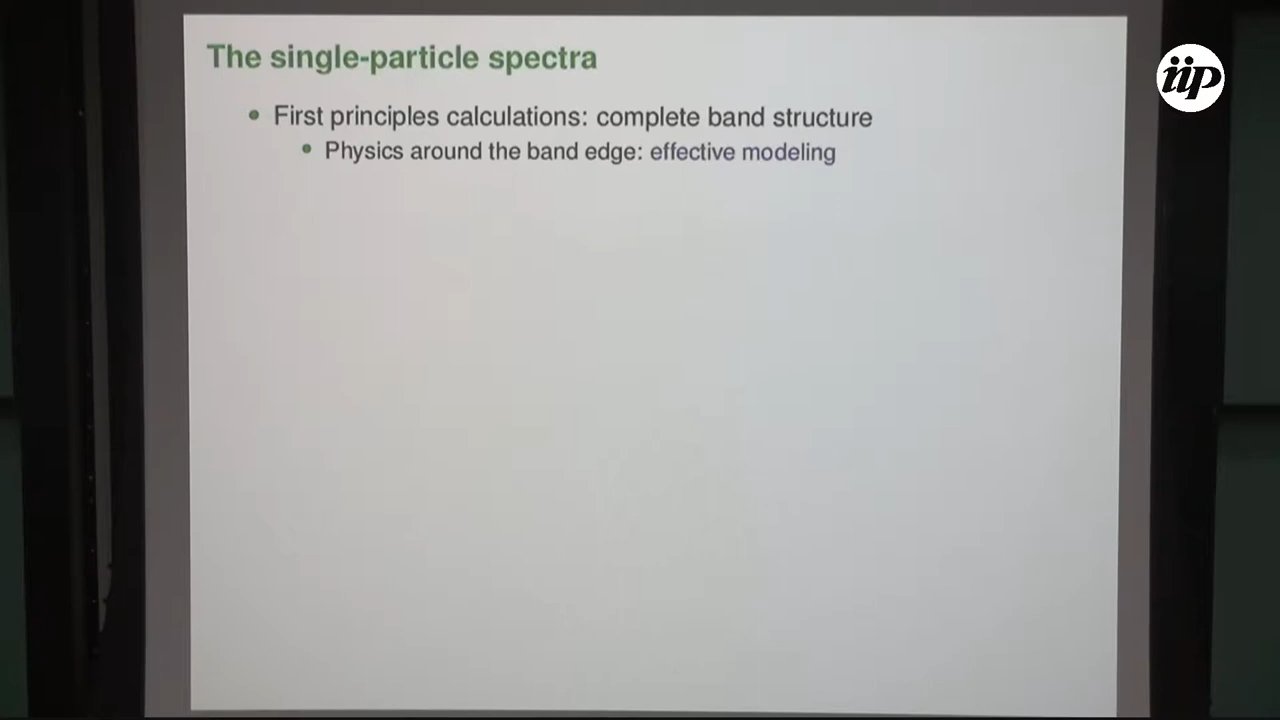 The single-particle spectra
iip
• First principles calculations: complete band structure
• Physics around the band edge: effective modeling